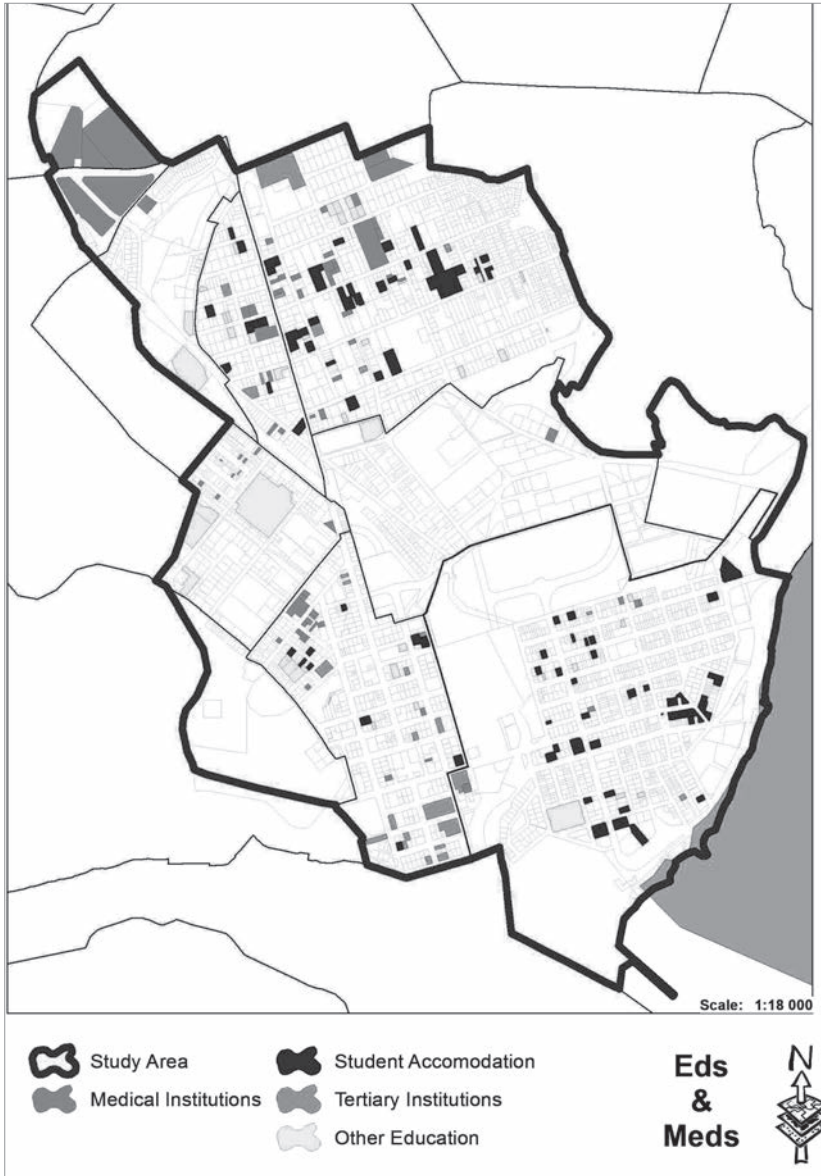 Scale: 1:18 000
Study Area
Student Accomodation
Medical Institutions
Tertiary Institutions
Other Education
Eds
&
Meds
N